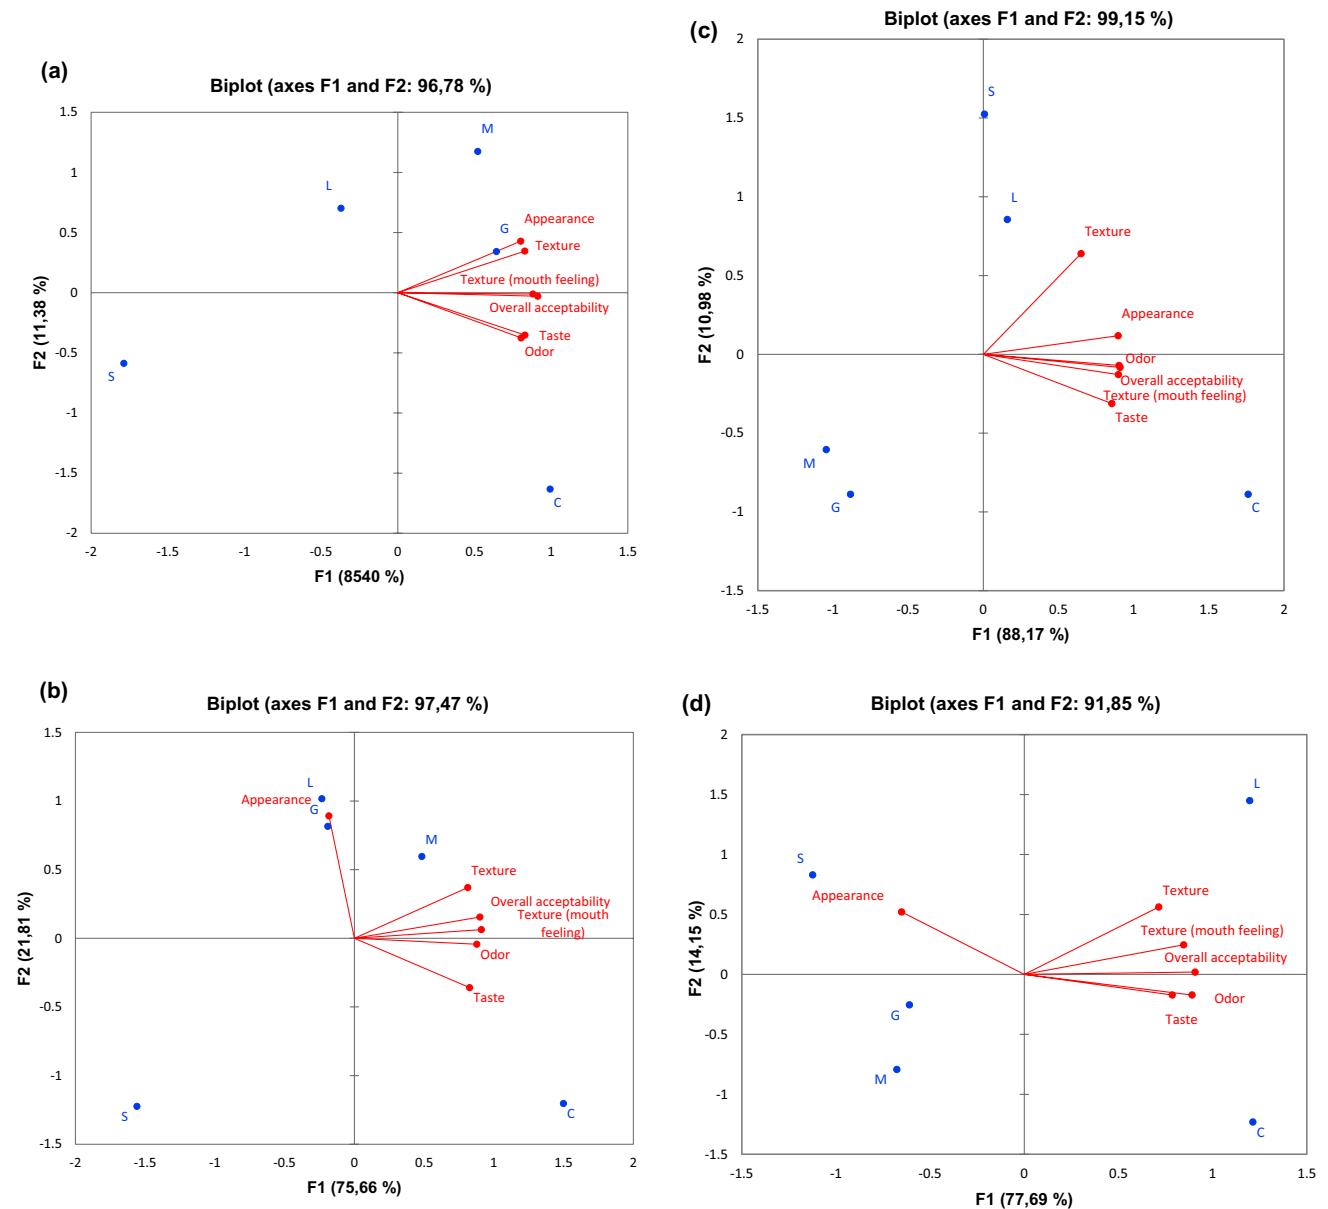 (a)
Biplot (axes F1 and F2: 96,78 %)
1.5
1
0.5
0
-0.5
-1
-1.5
-2
F2 (11,38 %)
M
L
G
S
C
Appearance
Texture
Texture (mouth feeling)
Overall acceptability
Taste
Odor
-2
-1.5
-1
-0.5
0
0.5
1
1.5
F1 (8540 %)
(c)
Biplot (axes F1 and F2: 99,15 %)
2
1.5
1
0.5
0
-0.5
-1
-1.5
F2 (10,98 %)
S
L
Texture
Appearance
Odor
Overall acceptability
Texture (mouth feeling)
Taste
M
G
C
-1.5
-1
-0.5
0
0.5
1
1.5
2
F1 (88,17 %)
(b)
Biplot (axes F1 and F2: 97,47 %)
1.5
1
0.5
0
-0.5
-1
-1.5
F2 (21,81 %)
L
Appearance
G
M
Texture
Overall acceptability
Texture (mouth
feeling)
Odor
Taste
S
C
-2
-1.5
-1
-0.5
0
0.5
1
1.5
2
F1 (75,66 %)
(d)
Biplot (axes F1 and F2: 91,85 %)
2
1.5
1
0.5
0
-0.5
-1
-1.5
F2 (14,15 %)
L
S
Appearance
Texture
Texture (mouth feeling)
Overall acceptability
Odor
Taste
G
M
C
-1.5
-1
-0.5
0
0.5
1
1.5
F1 (77,69 %)